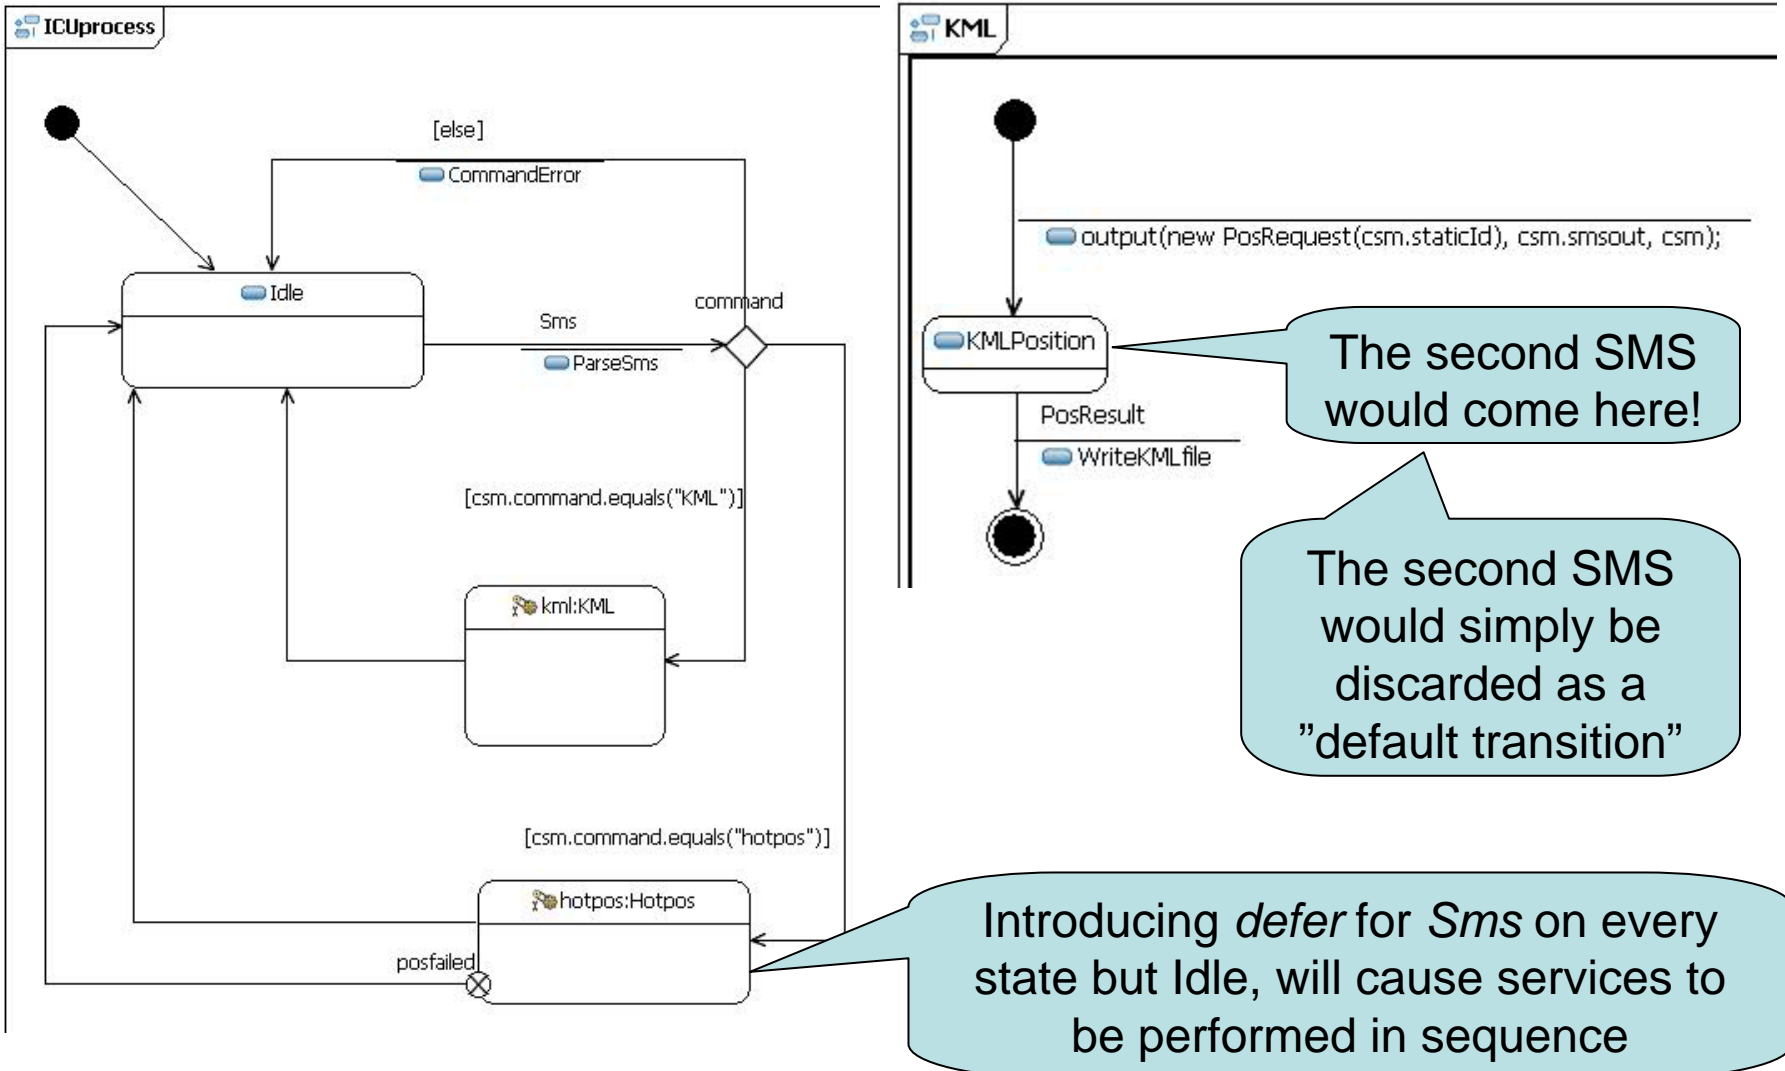 ICUprocess
[else]
CommandError
Idle
Sms
command
ParseSms
[csm.command.equals("KML")]
kml:KML
[csm.command.equals("hotpos")]
hotpos:Hotpos
posfailed
KML
output(new PosRequest(csm.staticId), csm.smsout, csm);
KMLPosition
PosResult
WriteKMLfile
The second SMS
would come here!
The second SMS
would simply be
discarded as a
”default transition”
Introducing defer for Sms on every
state but Idle, will cause services to
be performed in sequence